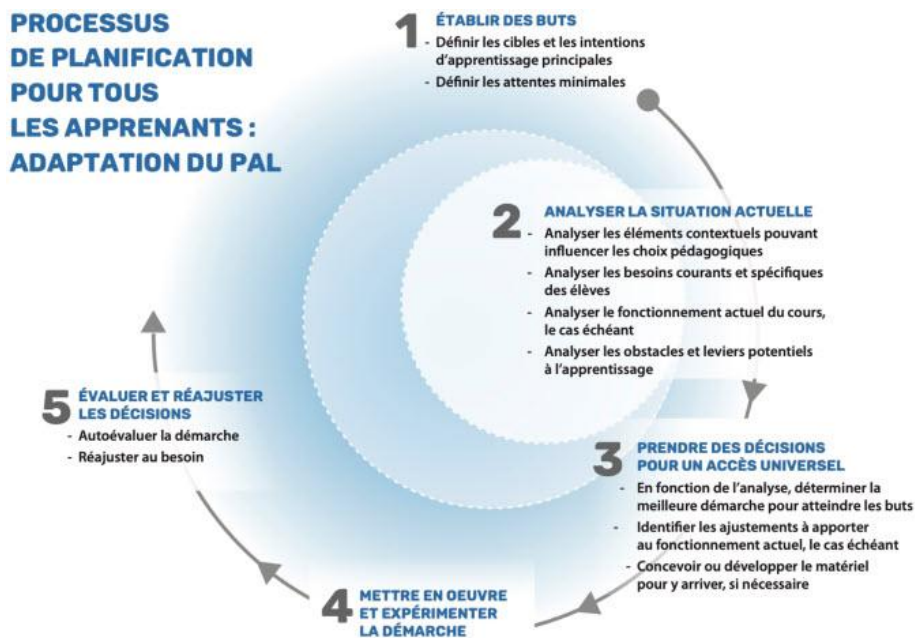 PROCESSUS
DE PLANIFICATION
POUR TOUS
LES APPRENANTS :
ADAPTATION DU PAL
1 ÉTABLIR DES BUTS
- Définir les cibles et les intentions
d'apprentissage principales
- Définir les attentes minimales
2 ANALYSER LA SITUATION ACTUELLE
- Analyser les éléments contextuels pouvant
influencer les choix pédagogiques
- Analyser les besoins courants et spécifiques
des élèves
- Analyser le fonctionnement actuel du cours,
le cas échéant
- Analyser les obstacles et leviers potentiels
à l'apprentissage
3 PRENDRE DES DÉCISIONS
POUR UN ACCÈS UNIVERSEL
- En fonction de l'analyse, déterminer la
meilleure démarche pour atteindre les buts
- Identifier les ajustements à apporter
au fonctionnement actuel, le cas échéant
- Concevoir ou développer le matériel
pour y arriver, si nécessaire
4 METTRE EN OEUVRE
ET EXPÉRIMENTER
LA DÉMARCHE
5 ÉVALUER ET RÉAJUSTER
LES DÉCISIONS
- Autoévaluer la démarche
- Réajuster au besoin